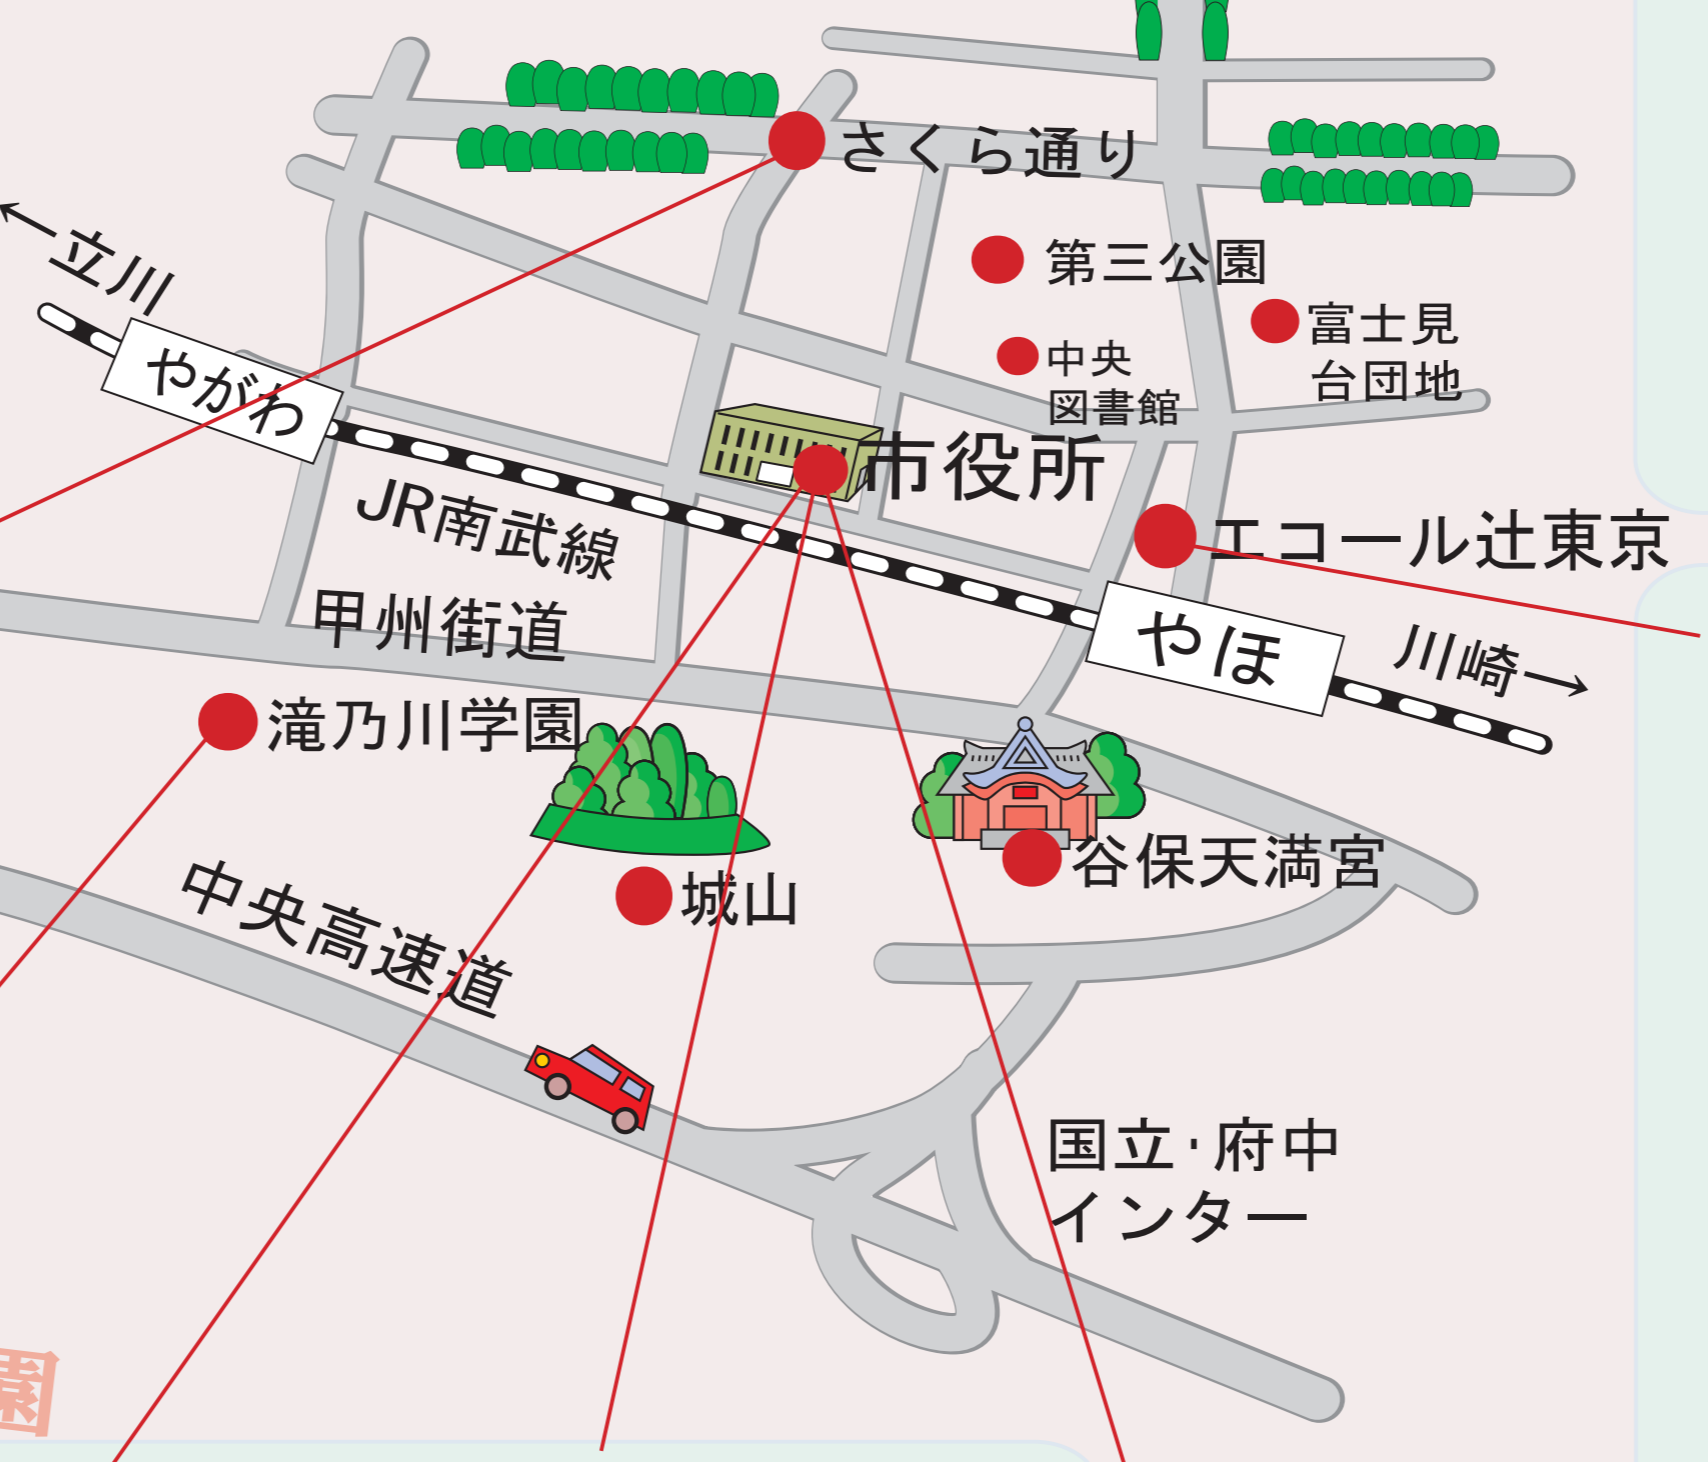 さくら通り
←立川
第三公園
富士見
台団地
やがわ
中央
図書館
市役所
JR南武線
エコール辻東京
甲州街道
やほ
川崎→
滝乃川学園
谷保天満宮
城山
中央高速道
国立・府中
インター
園